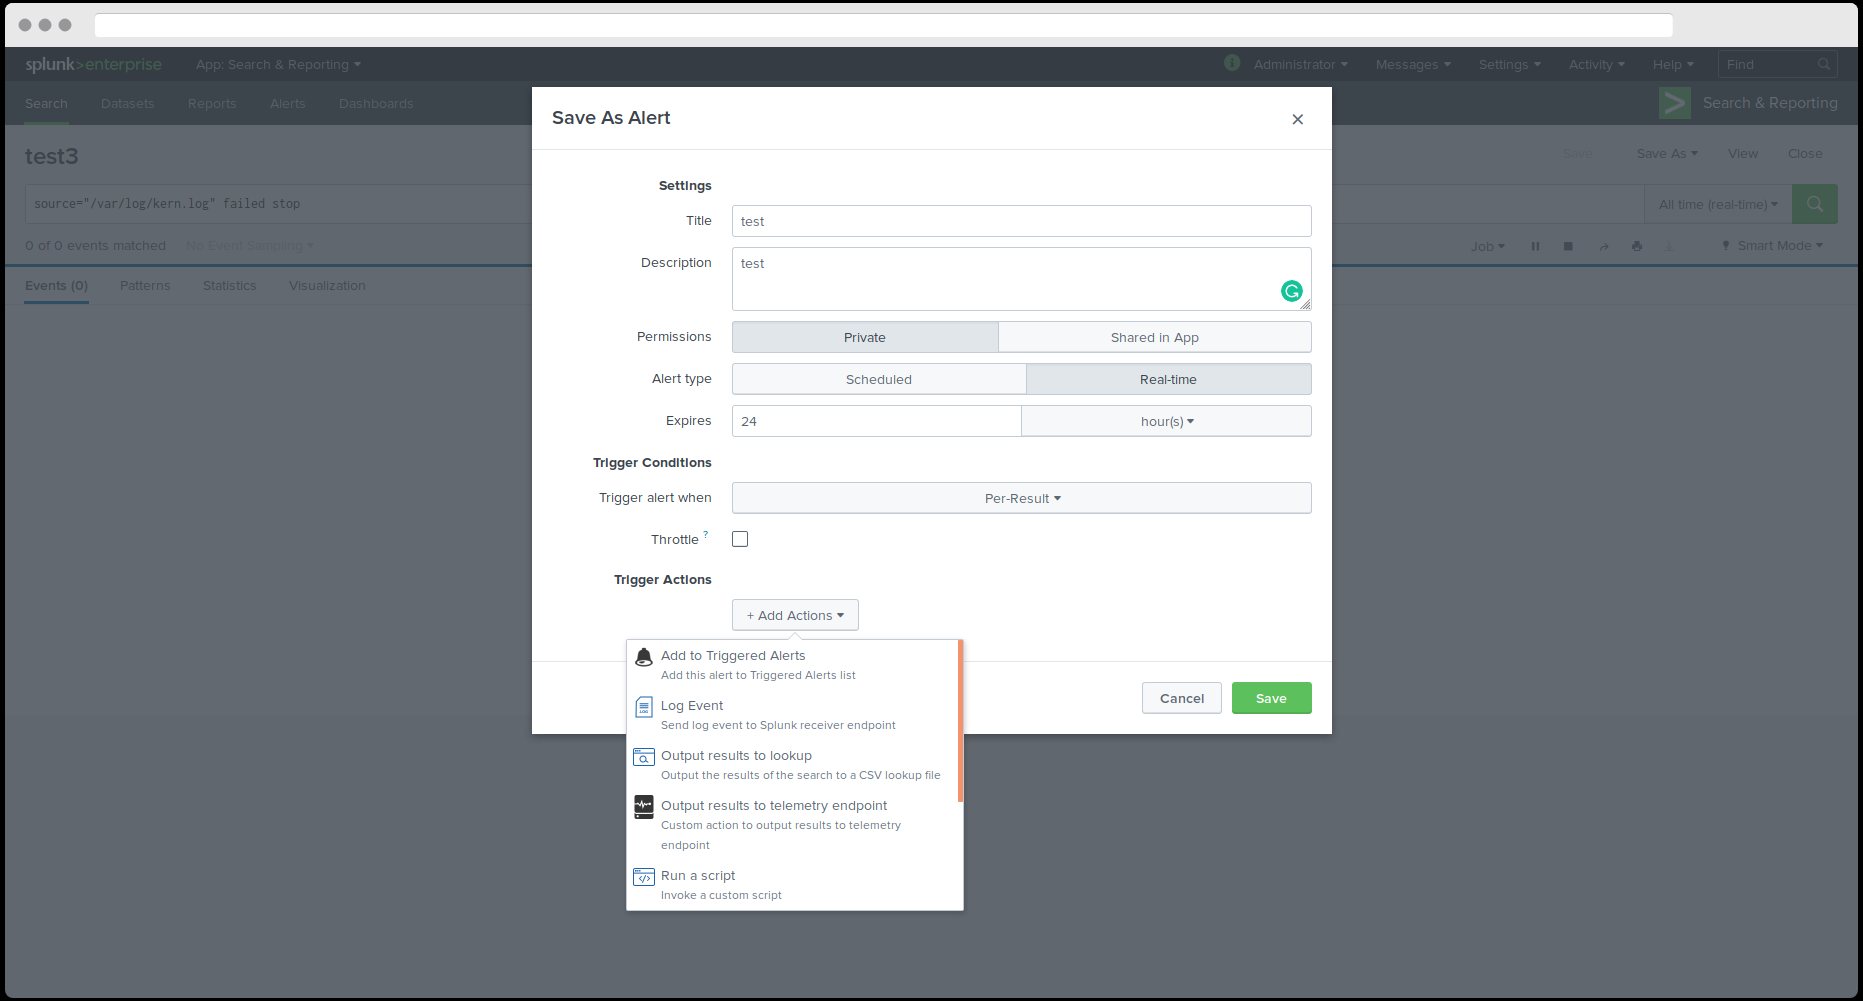 splunk>enterprise App: Search & Reporting
i Administrator Messages Settings Activity Help Find
Search Datasets Reports Alerts Dashboards
Search & Reporting
test3
Save Save As View Close
source="/var/log/kern.log" failed stop
All time (real-time)
0 of 0 events matched No Event Sampling
Job Smart Mode
Events (0) Patterns Statistics Visualization
Save As Alert
Settings
Title test
Description test
Permissions Private Shared in App
Alert type Scheduled Real-time
Expires 24 hour(s)
Trigger Conditions
Trigger alert when Per-Result
Throttle ?
Trigger Actions
+ Add Actions
Add to Triggered Alerts
Add this alert to Triggered Alerts list
Log Event
Send log event to Splunk receiver endpoint
Output results to lookup
Output the results of the search to a CSV lookup file
Output results to telemetry endpoint
Custom action to output results to telemetry
endpoint
Run a script
Invoke a custom script
Cancel Save